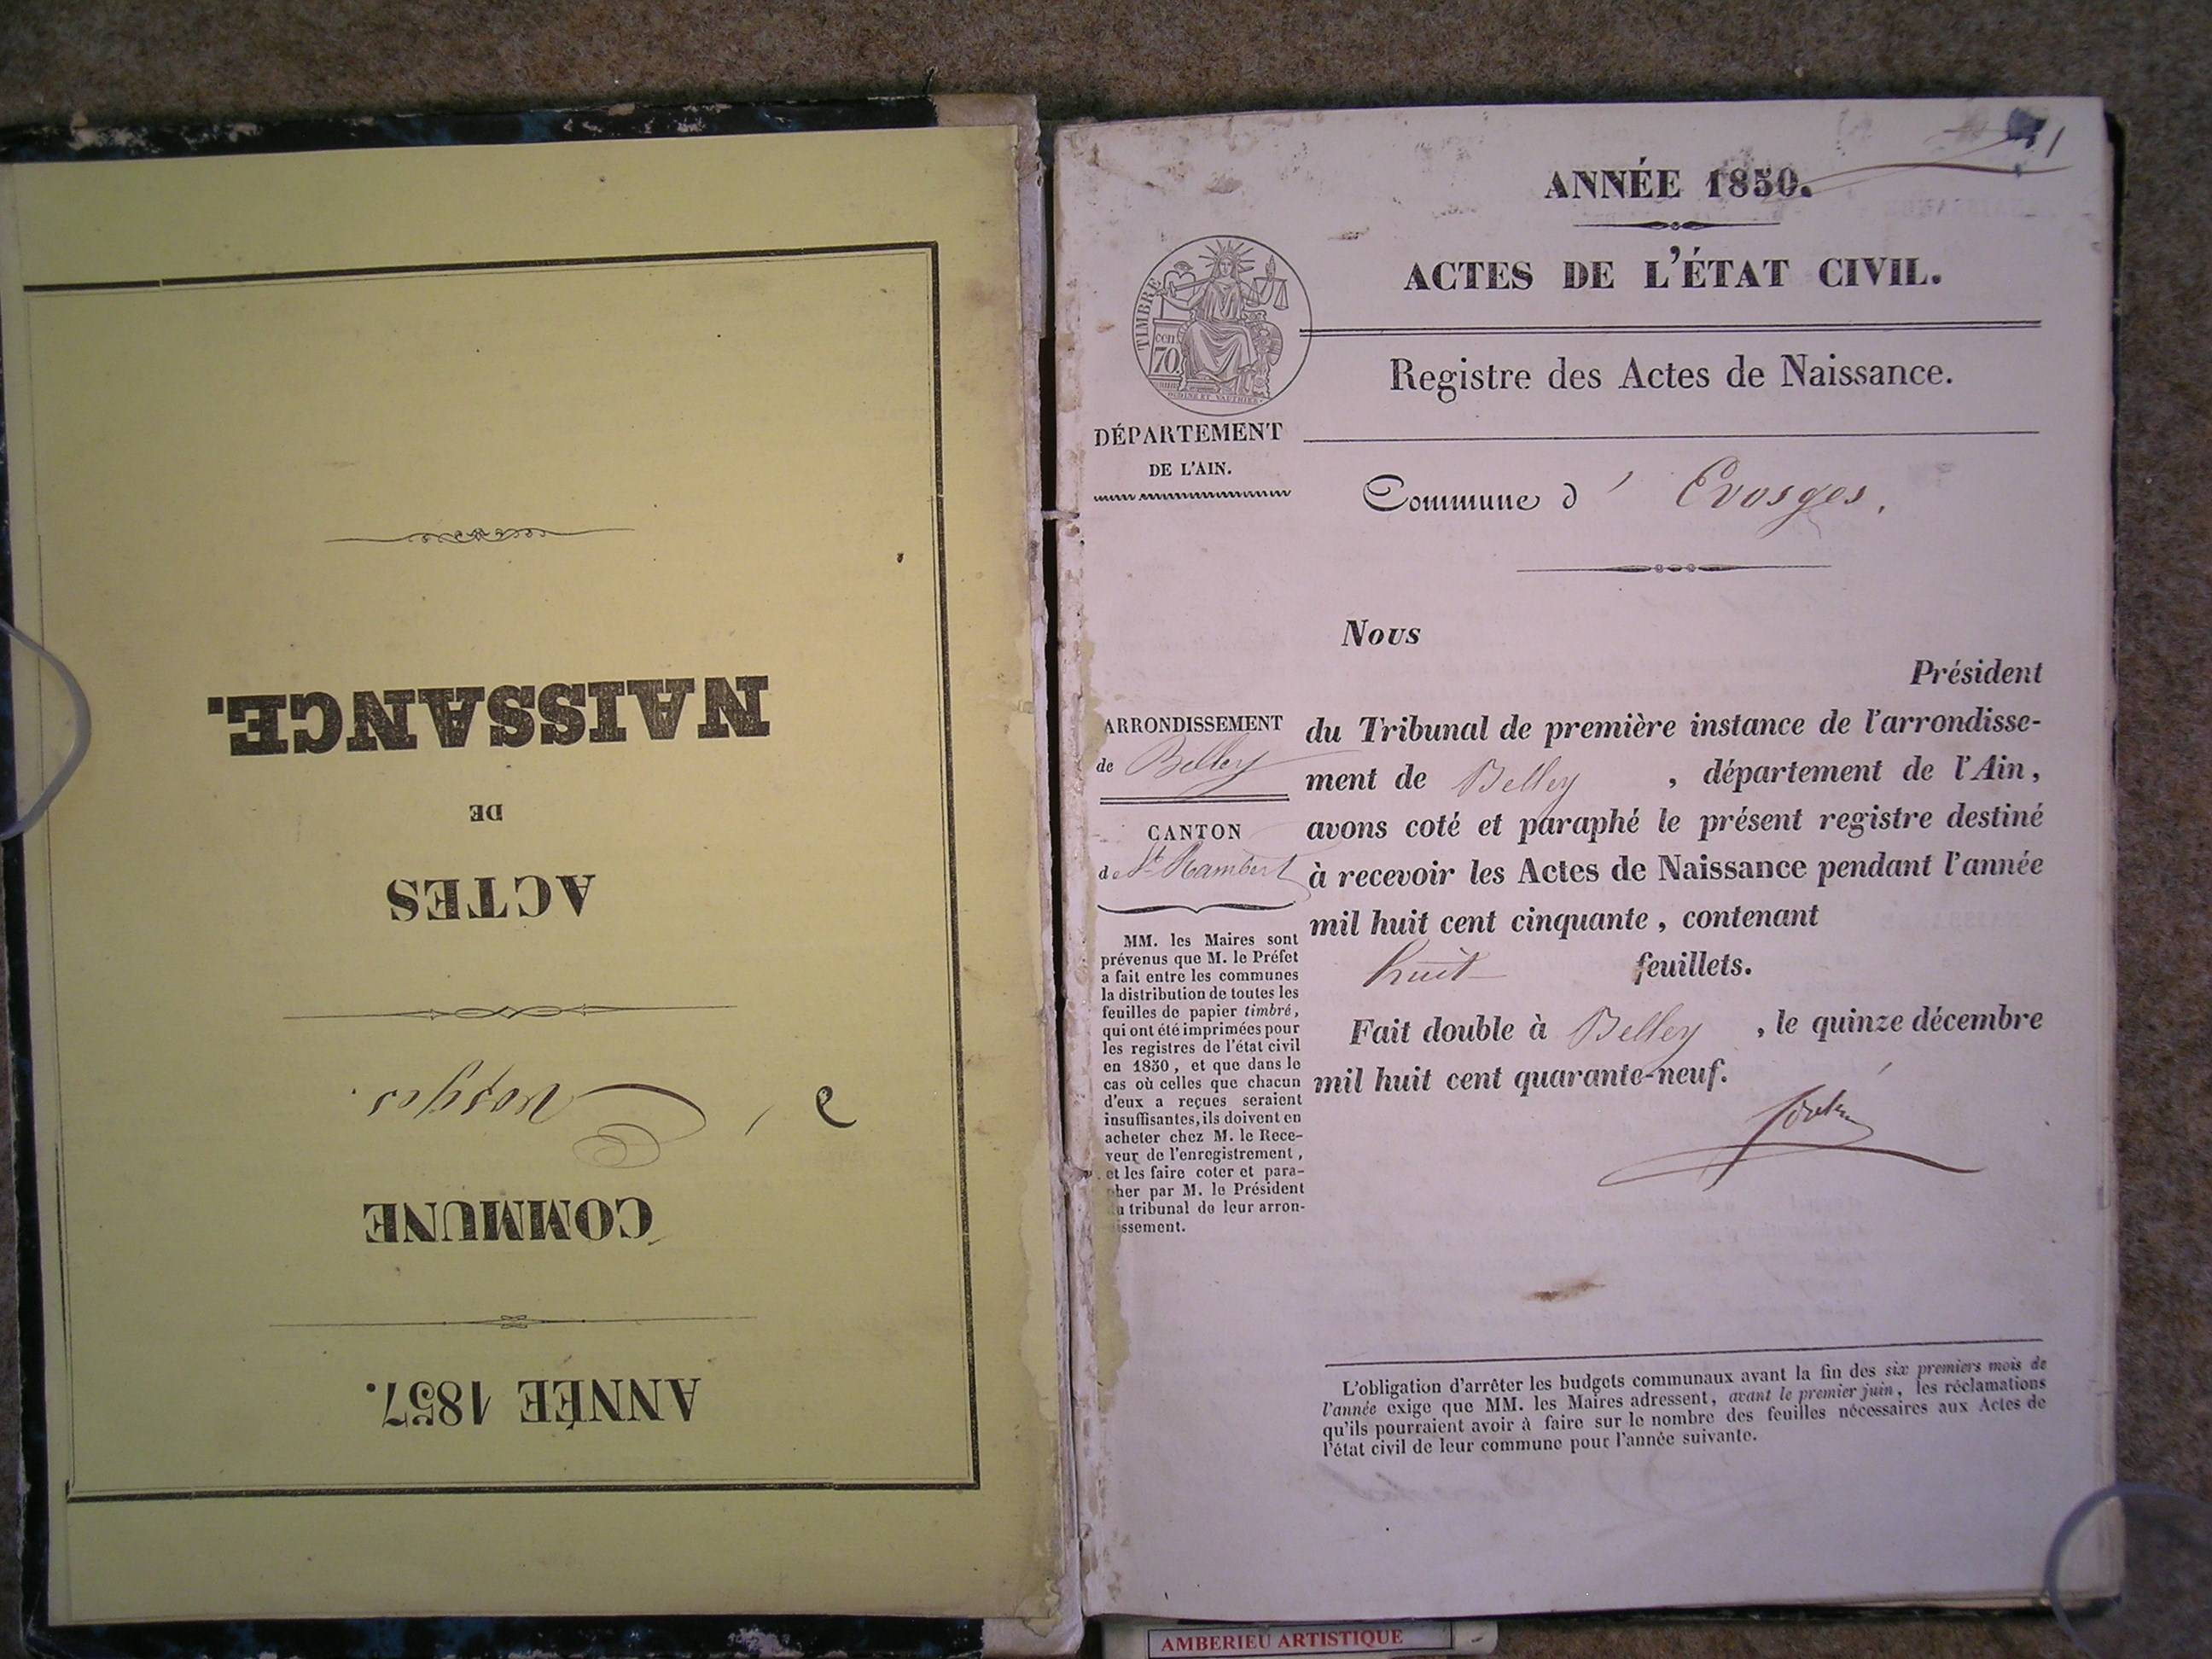 ANNÉE 1857.
COMMUNE
d' Evosges.
ACTES
DE
NAISSANCE.
1
ANNÉE 1850.
ACTES DE L'ÉTAT CIVIL.
TIMBRE
cen
70.
Registre des Actes de Naissance.
DÉPARTEMENT
DE L'AIN.
Commune d' Evosges.
Nous
Président
du Tribunal de première instance de l'arrondisse-
ment de Belley, département de l'Ain,
avons coté et paraphé le présent registre destiné
à recevoir les Actes de Naissance pendant l'année
mil huit cent cinquante, contenant
huit feuillets.
Fait double à Belley, le quinze décembre
mil huit cent quarante-neuf.
ARRONDISSEMENT
de Belley
CANTON
de St Rambert
MM. les Maires sont
prévenus que M. le Préfet
a fait entre les communes
la distribution de toutes les
feuilles de papier timbré,
qui ont été imprimées pour
les registres de l'état civil
en 1850, et que dans le
cas où celles que chacun
d'eux a reçues seraient
insuffisantes, ils doivent en
acheter chez M. le Rece-
veur de l'enregistrement,
et les faire coter et para-
pher par M. le Président
du tribunal de leur arron-
dissement.
L'obligation d'arrêter les budgets communaux avant la fin des six premiers mois de
l'année exige que MM. les Maires adressent, avant le premier juin, les réclamations
qu'ils pourraient avoir à faire sur le nombre des feuilles nécessaires aux Actes de
l'état civil de leur commune pour l'année suivante.
AMBERIEU ARTISTIQUE